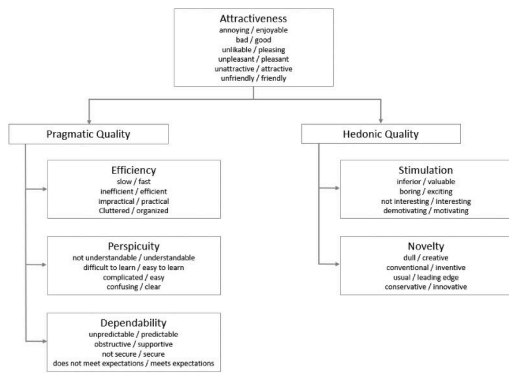 Attractiveness
annoying / enjoyable
bad / good
unlikable / pleasing
unpleasant / pleasant
unattractive / attractive
unfriendly / friendly
Pragmatic Quality
Hedonic Quality
Efficiency
slow / fast
inefficient / efficient
impractical / practical
Cluttered / organized
Stimulation
inferior / valuable
boring / exciting
not interesting / interesting
demotivating / motivating
Perspicuity
not understandable / understandable
difficult to learn / easy to learn
complicated / easy
confusing / clear
Novelty
dull / creative
conventional / inventive
usual / leading edge
conservative / innovative
Dependability
unpredictable / predictable
obstructive / supportive
not secure / secure
does not meet expectations / meets expectations